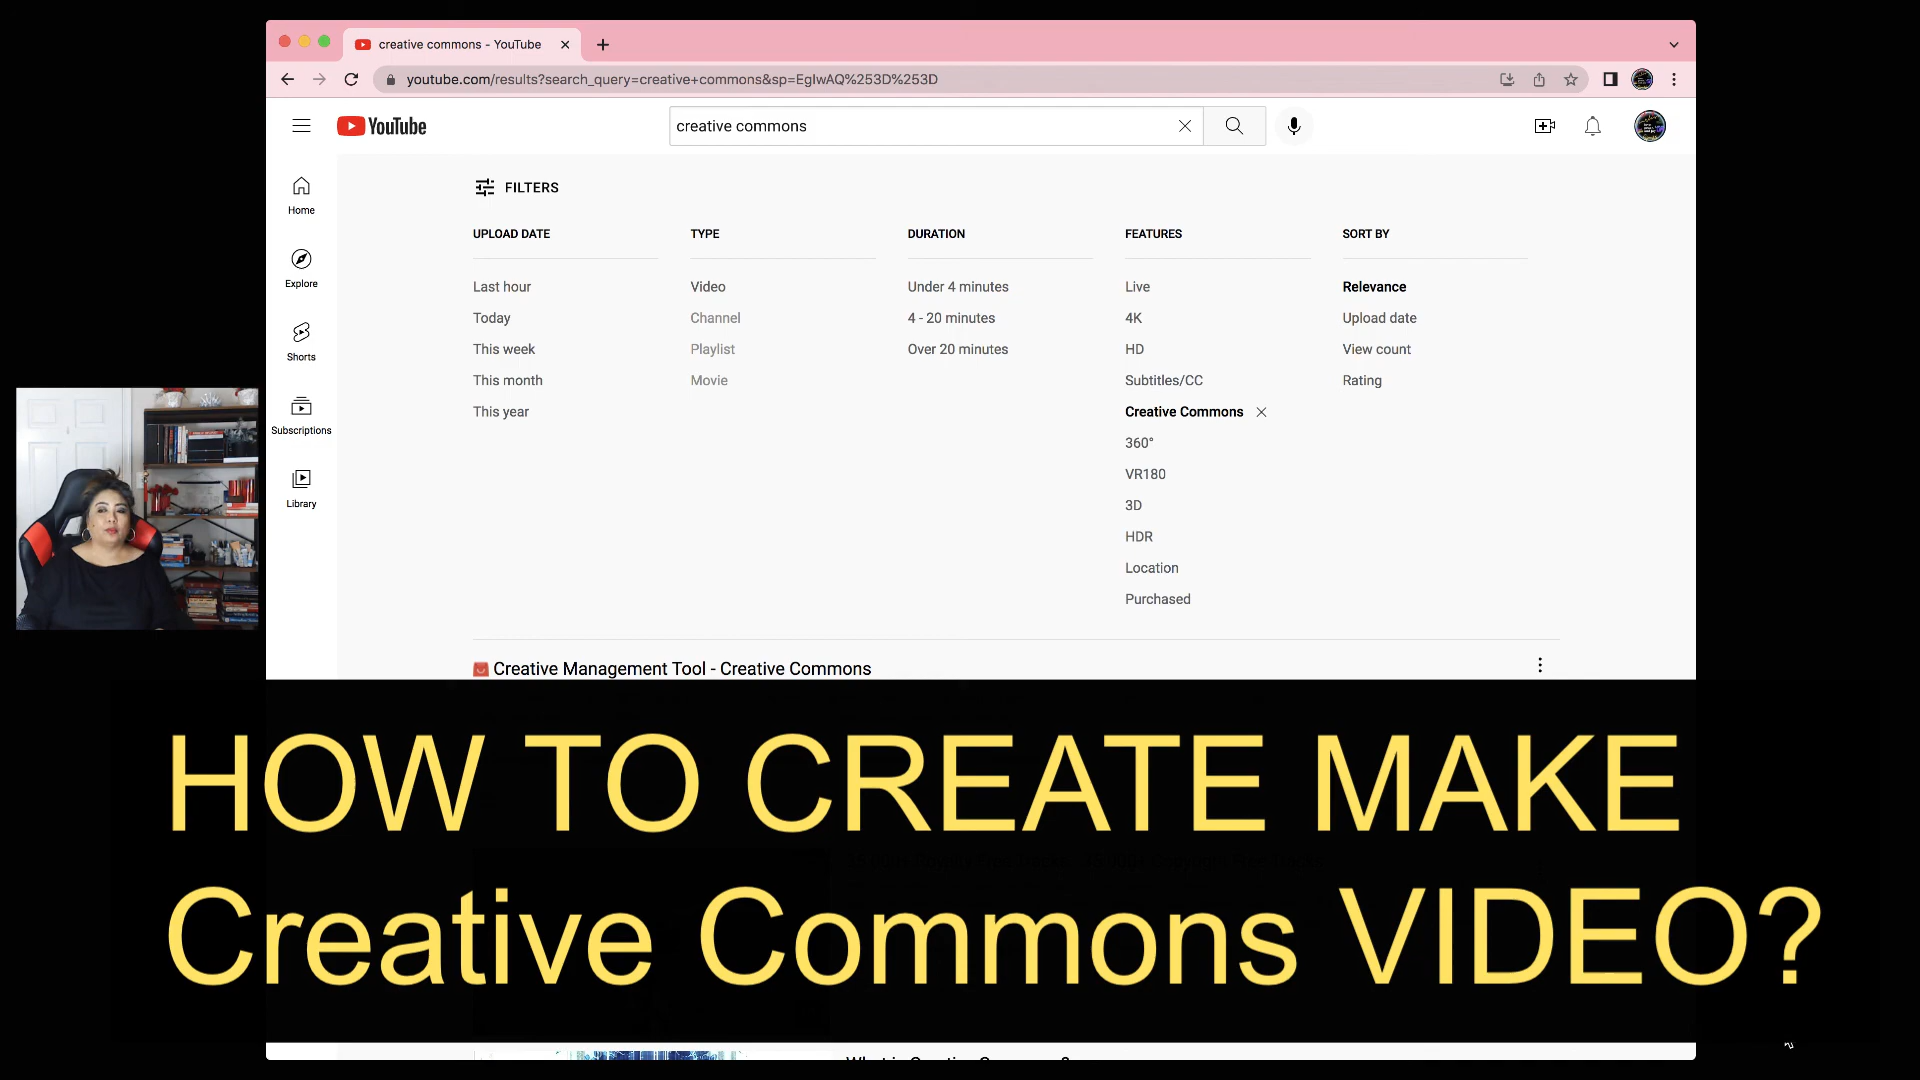 creative commons - YouTube
youtube.com/results?search_query=creative+commons&sp=EgIwAQ%253D%253D
YouTube
creative commons
Home
Explore
Shorts
Subscriptions
Library
FILTERS
UPLOAD DATE
Last hour
Today
This week
This month
This year
TYPE
Video
Channel
Playlist
Movie
DURATION
Under 4 minutes
4 - 20 minutes
Over 20 minutes
FEATURES
Live
4K
HD
Subtitles/CC
Creative Commons
360°
VR180
3D
HDR
Location
Purchased
SORT BY
Relevance
Upload date
View count
Rating
Creative Management Tool - Creative Commons
HOW TO CREATE MAKE
Creative Commons VIDEO?